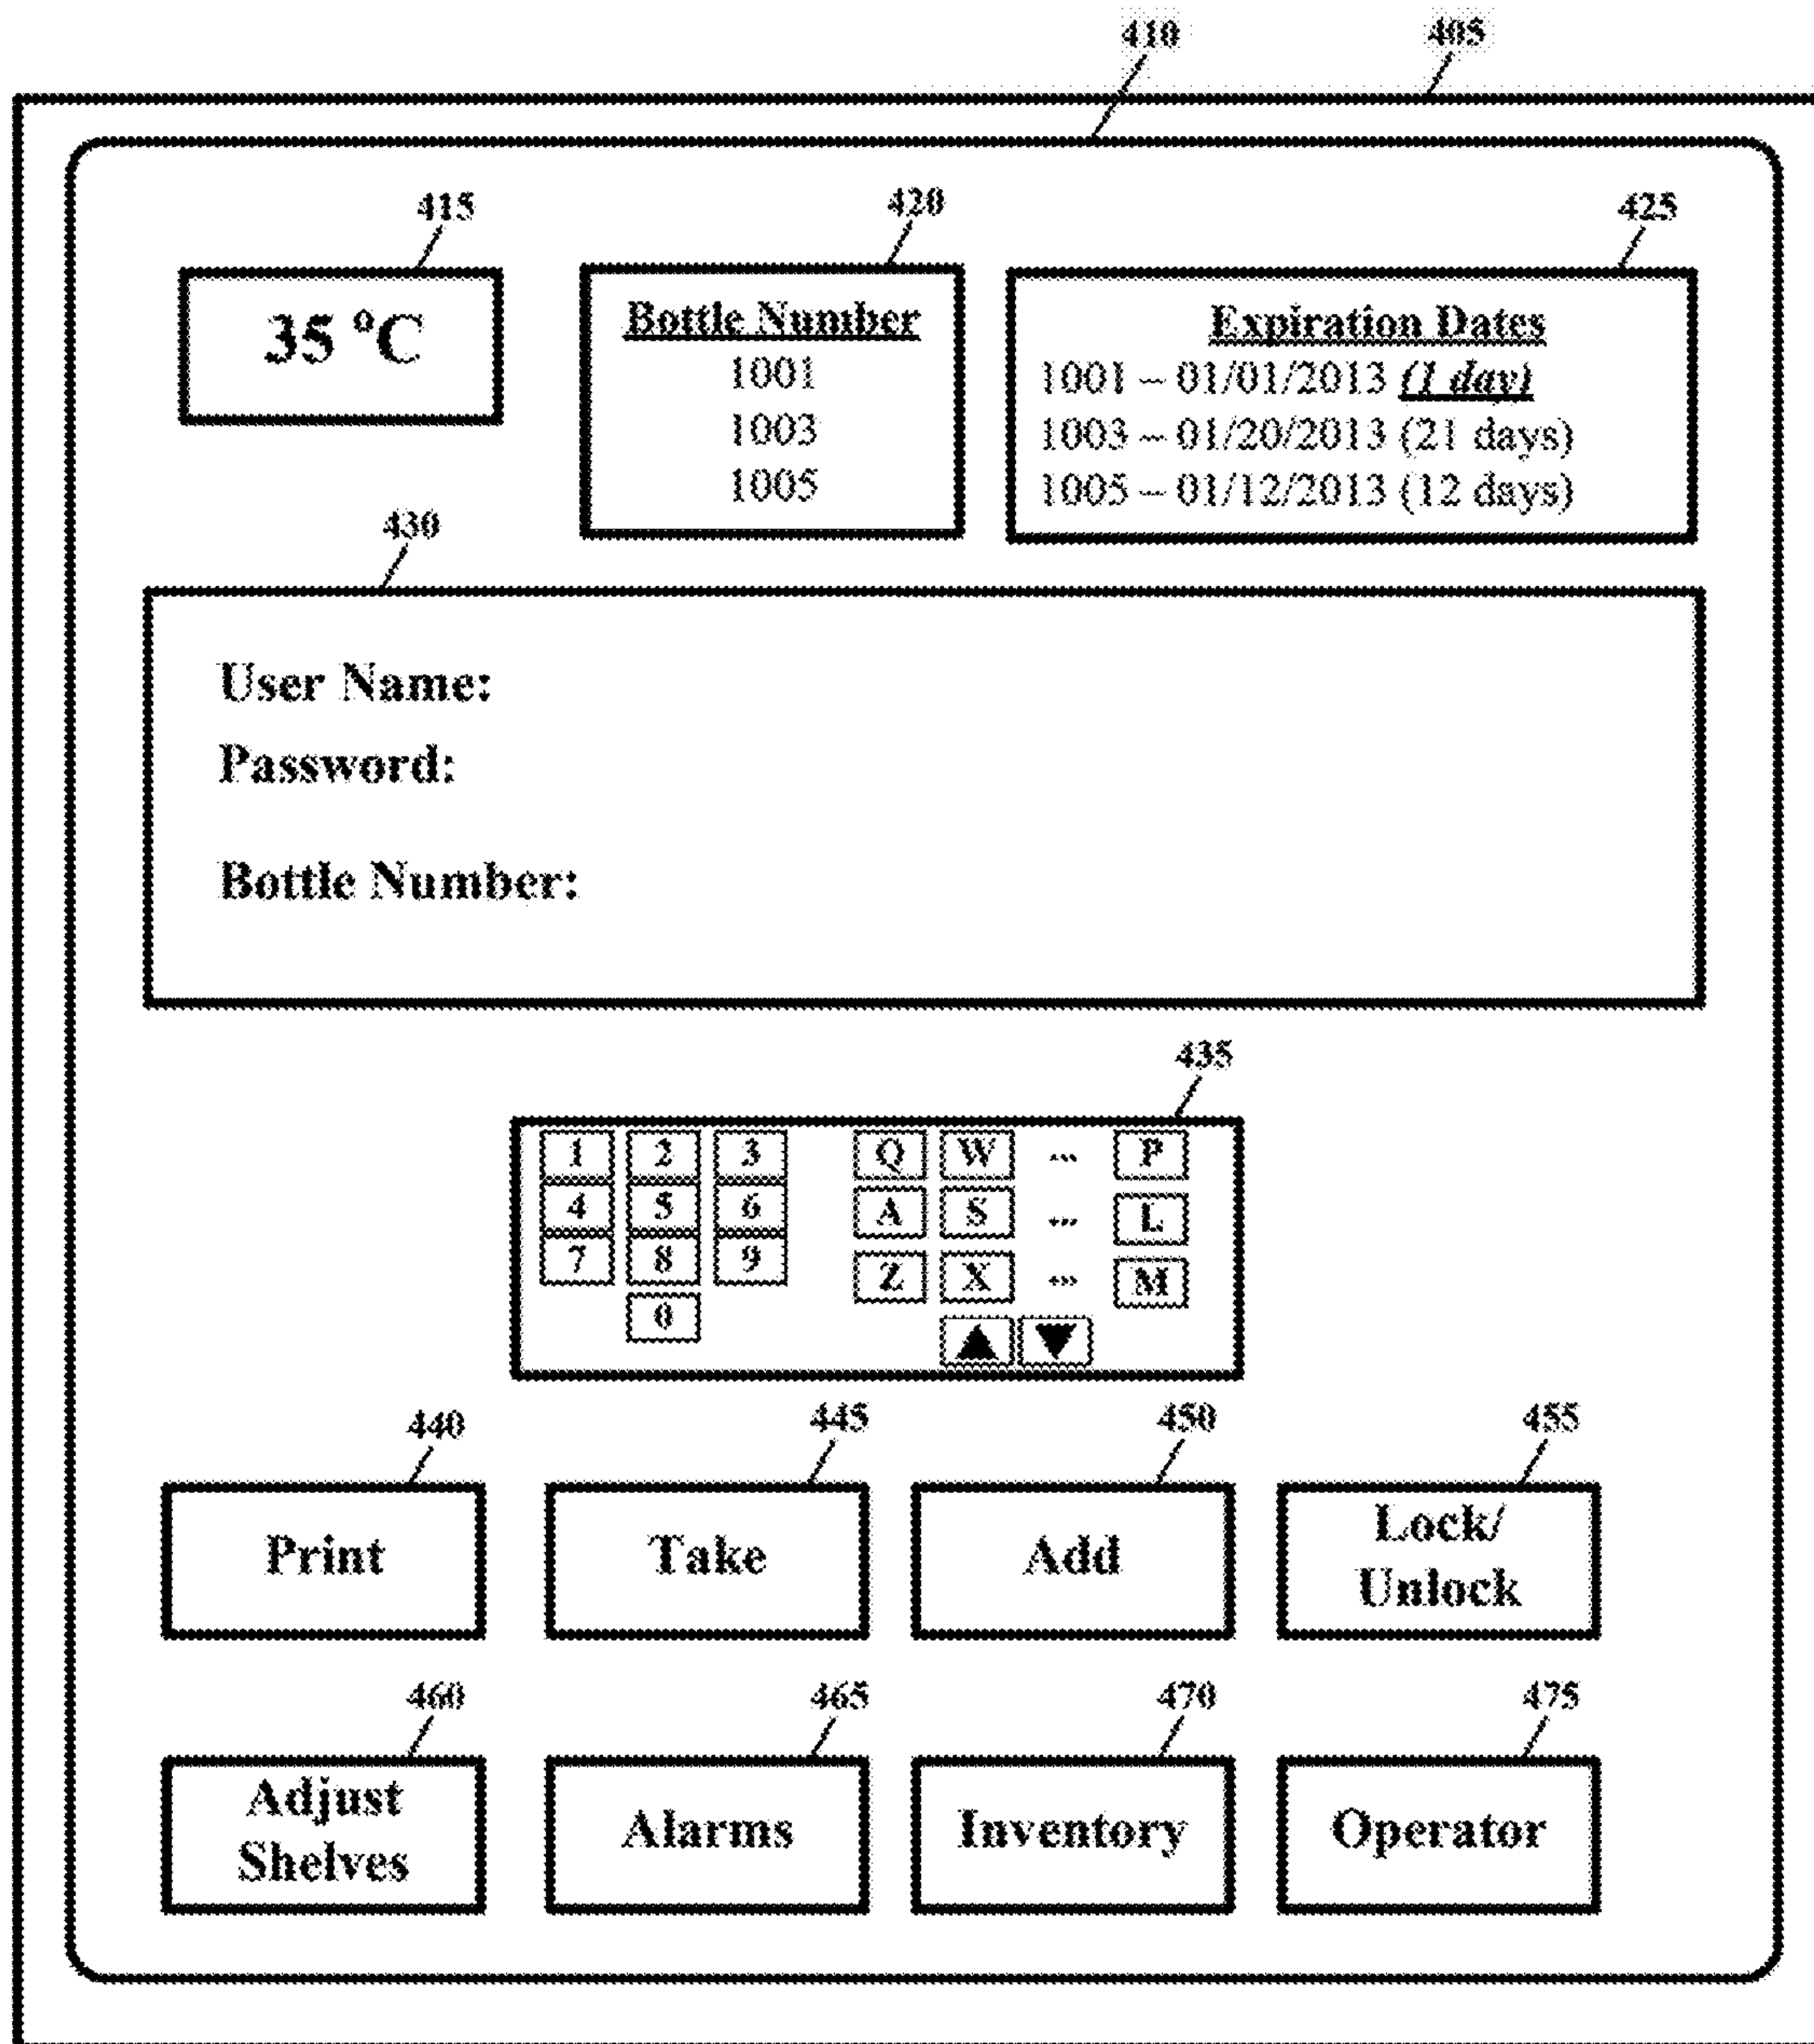 410 405
415 420 425
35 °C
Bottle Number
1001
1003
1005
Expiration Dates
1001 – 01/01/2013 (1 day)
1003 – 01/20/2013 (21 days)
1005 – 01/12/2013 (12 days)
430
User Name:
Password:
Bottle Number:
435
1 2 3 Q W ... P
4 5 6 A S ... L
7 8 9 Z X ... M
0 ▲ ▼
440 445 450 455
Print
Take
Add
Lock/
Unlock
460 465 470 475
Adjust
Shelves
Alarms
Inventory
Operator